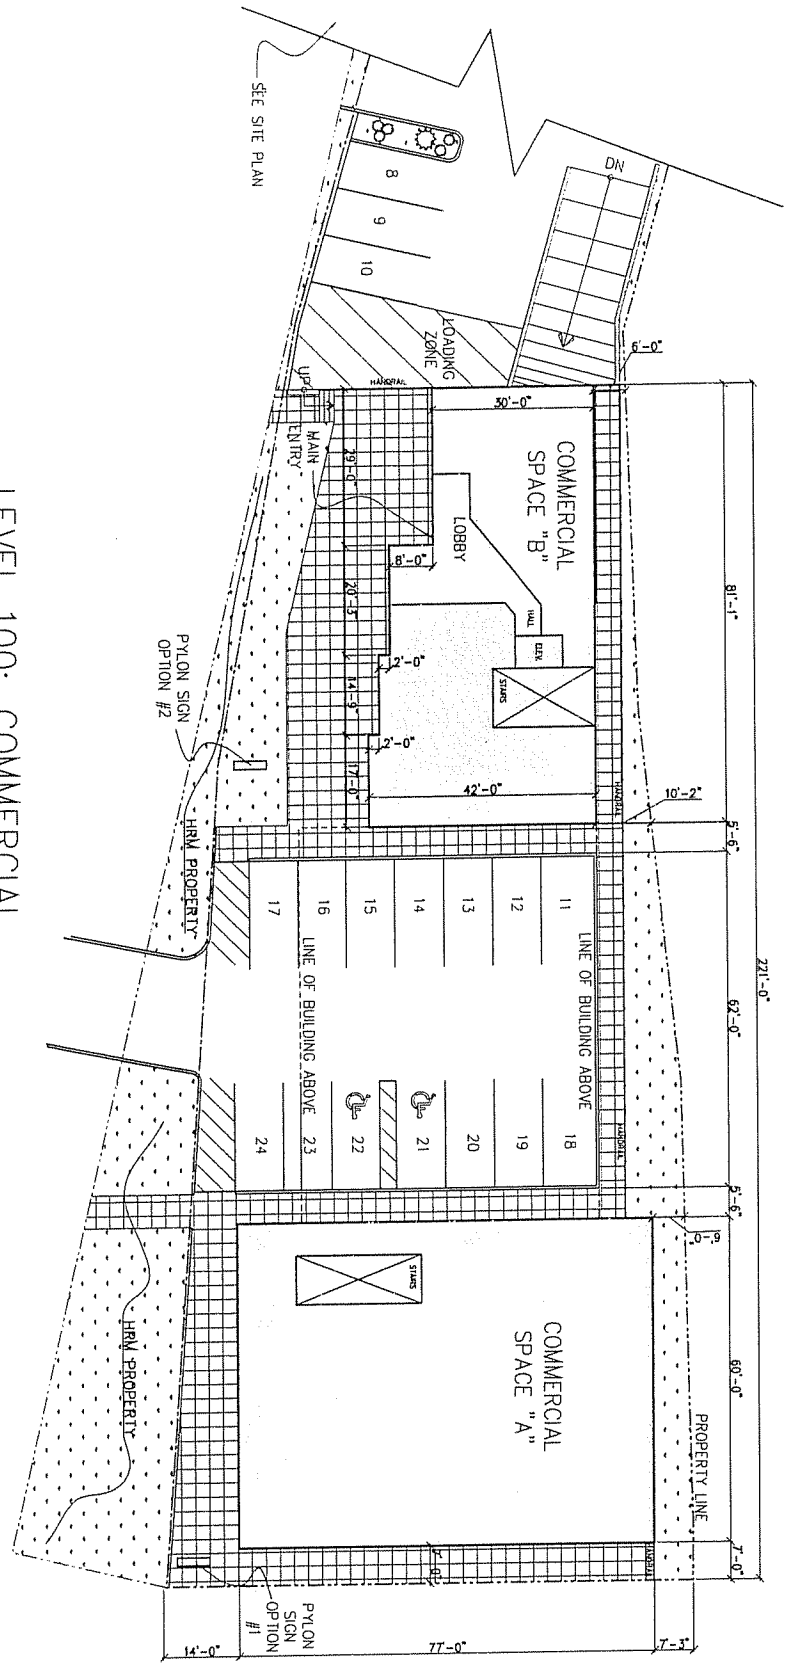 SEE SITE PLAN
8
9
10
DN
LOADING
ZONE
6'-0"
HANDRAIL
UP
MAIN
ENTRY
30'-0"
COMMERCIAL
SPACE "B"
LOBBY
HALL
ELEV.
STAIRS
29'-0"
8'-0"
20'-3"
2'-0"
14'-9"
2'-0"
17'-0"
42'-0"
HANDRAIL
10'-2"
81'-1"
5'-6"
221'-0"
62'-0"
5'-6"
60'-0"
7'-0"
PYLON SIGN
OPTION #2
HRM PROPERTY
11
12
13
14
15
16
17
LINE OF BUILDING ABOVE
LINE OF BUILDING ABOVE
18
19
20
21
22
23
24
HANDRAIL
6'-0"
STAIRS
COMMERCIAL
SPACE "A"
PROPERTY LINE
HRM PROPERTY
HANDRAIL
7'-0"
PYLON
SIGN
OPTION
#1
14'-0"
77'-0"
7'-3"
LEVEL 100: COMMERCIAL